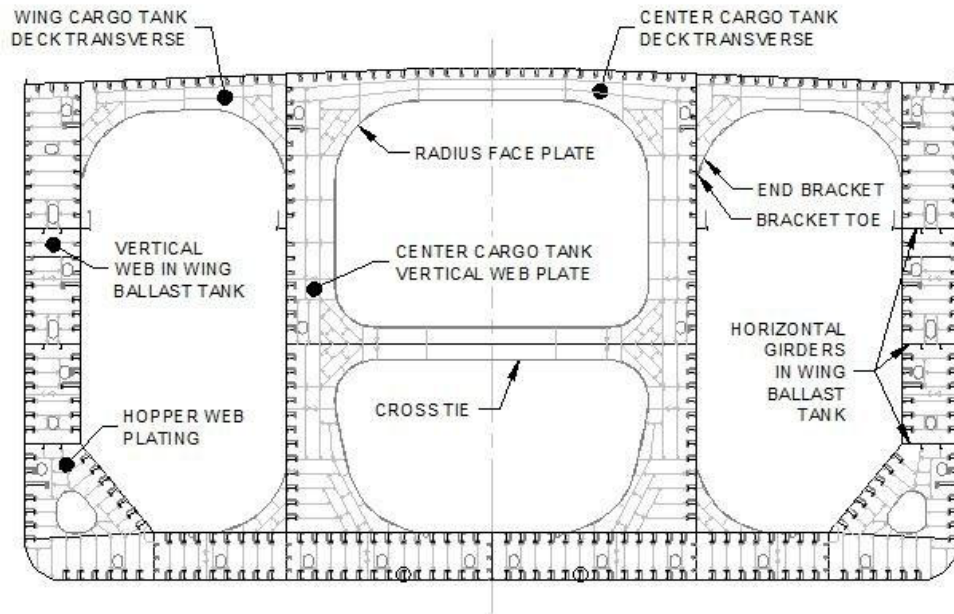 WING CARGO TANK
DECK TRANSVERSE
CENTER CARGO TANK
DECK TRANSVERSE
RADIUS FACE PLATE
END BRACKET
BRACKET TOE
VERTICAL
WEB IN WING
BALLAST TANK
CENTER CARGO TANK
VERTICAL WEB PLATE
HORIZONTAL
GIRDERS
IN WING
BALLAST
TANK
CROSS TIE
HOPPER WEB
PLATING